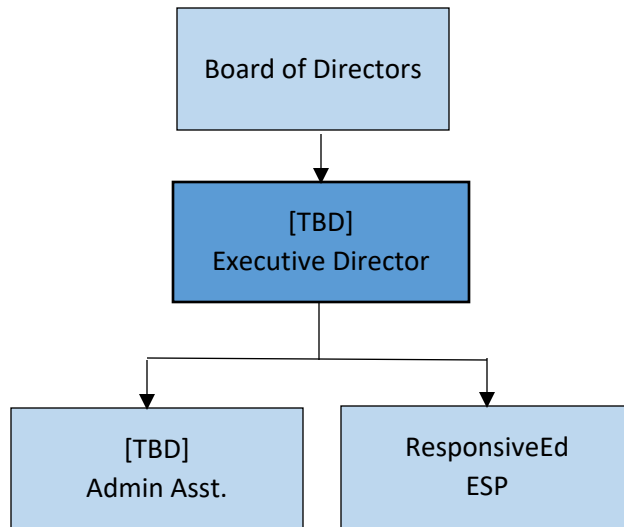 Board of Directors
[TBD]
Executive Director
[TBD]
Admin Asst.
ResponsiveEd
ESP